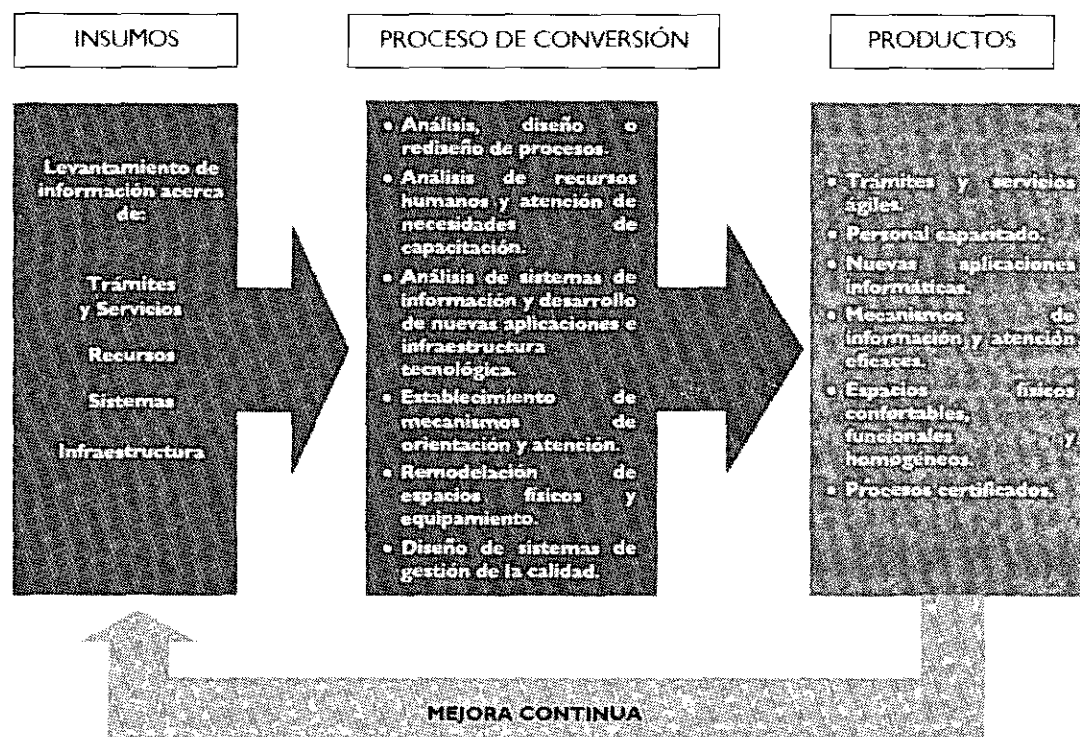 INSUMOS
PROCESO DE CONVERSIÓN
PRODUCTOS
Levantamiento de
información acerca
de:
Trámites
y Servicios
Recursos
Sistemas
Infraestructura
• Análisis, diseño o
rediseño de procesos.
• Análisis de recursos
humanos y atención de
necesidades de
capacitación.
• Análisis de sistemas de
información y desarrollo
de nuevas aplicaciones e
infraestructura
tecnológica.
• Establecimiento de
mecanismos de
orientación y atención.
• Remodelación de
espacios físicos y
equipamiento.
• Diseño de sistemas de
gestión de la calidad.
• Trámites y servicios
ágiles.
• Personal capacitado.
• Nuevas aplicaciones
informáticas.
• Mecanismos de
información y atención
eficaces.
• Espacios físicos
confortables,
funcionales y
homogéneos.
• Procesos certificados.
MEJORA CONTINUA